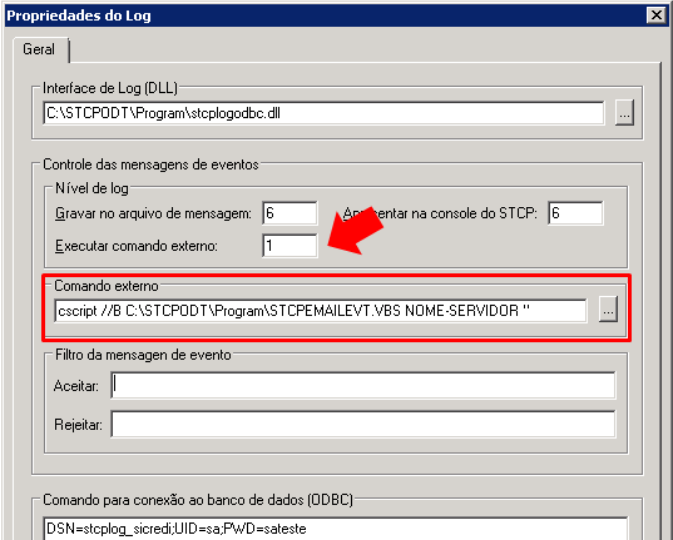 Propriedades do Log
Geral
Interface de Log (DLL)
C:\STCPODT\Program\stcplogodbc.dll
...
Controle das mensagens de eventos
Nível de log
Gravar no arquivo de mensagem: 6 Apresentar na console do STCP: 6
Executar comando externo: 1
Comando externo
cscript //B C:\STCPODT\Program\STCPEMAILEVT.VBS NOME-SERVIDOR "
...
Filtro da mensagen de evento
Aceitar:
Rejeitar:
Comando para conexão ao banco de dados (ODBC)
DSN=stcplog_sicredi;UID=sa;PWD=sateste